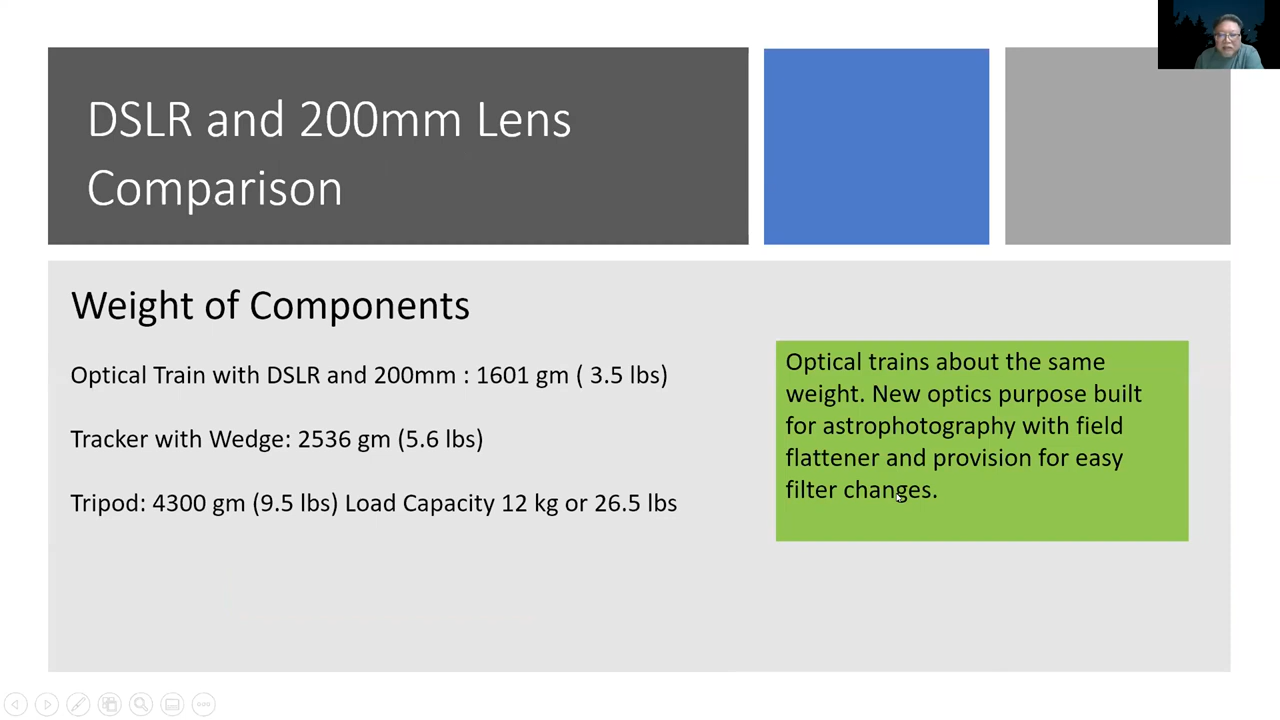 DSLR and 200mm Lens
Comparison
Weight of Components
Optical Train with DSLR and 200mm : 1601 gm ( 3.5 lbs)
Tracker with Wedge: 2536 gm (5.6 lbs)
Tripod: 4300 gm (9.5 lbs) Load Capacity 12 kg or 26.5 lbs
Optical trains about the same
weight. New optics purpose built
for astrophotography with field
flattener and provision for easy
filter changes.